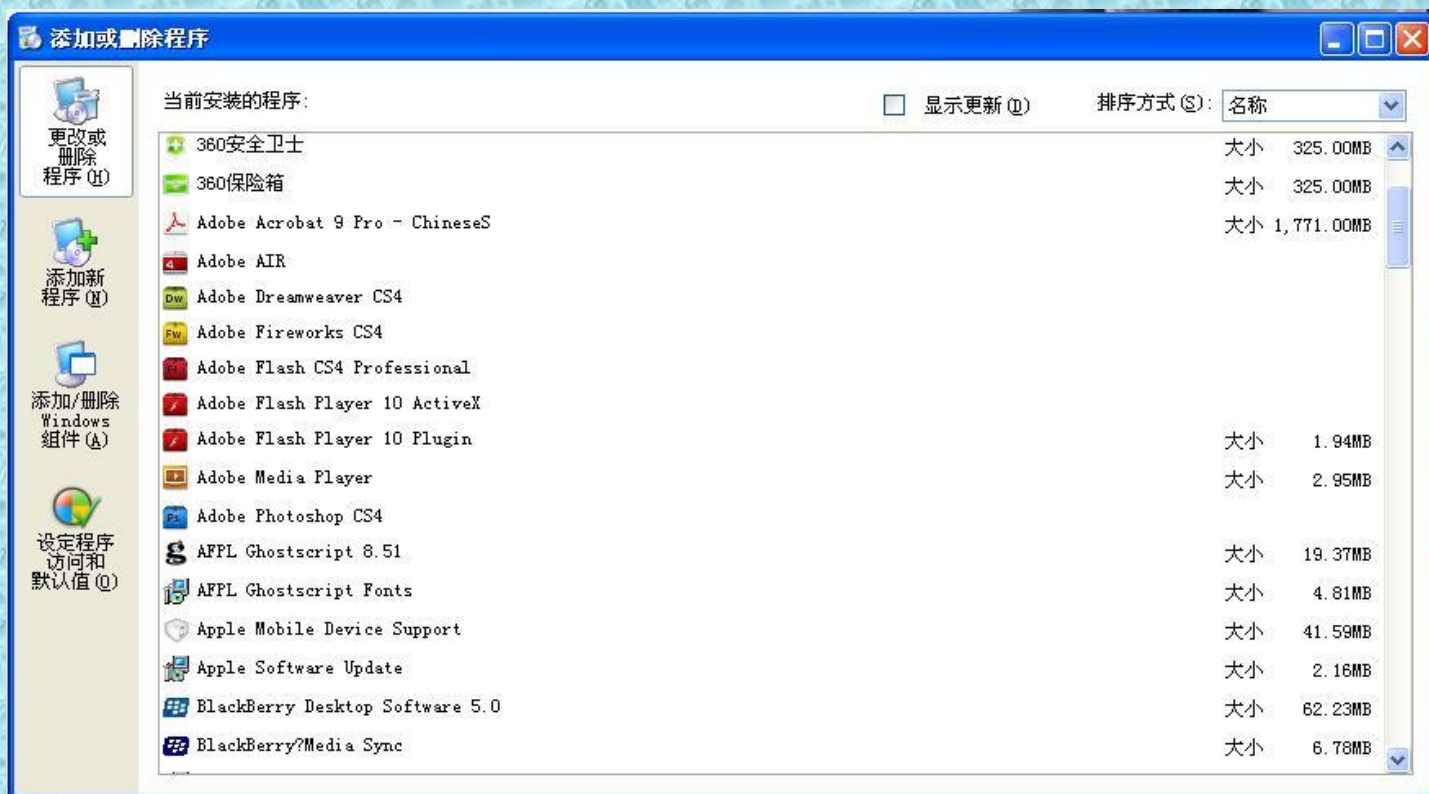 添加或删除程序
更改或
删除
程序(H)
添加新
程序(N)
添加/删除
Windows
组件(A)
设定程序
访问和
默认值(O)
当前安装的程序:
显示更新(D)
排序方式(S): 名称
360安全卫士 大小 325.00MB
360保险箱 大小 325.00MB
Adobe Acrobat 9 Pro - ChineseS 大小 1,771.00MB
Adobe AIR
Adobe Dreamweaver CS4
Adobe Fireworks CS4
Adobe Flash CS4 Professional
Adobe Flash Player 10 ActiveX
Adobe Flash Player 10 Plugin 大小 1.94MB
Adobe Media Player 大小 2.95MB
Adobe Photoshop CS4
AFPL Ghostscript 8.51 大小 19.37MB
AFPL Ghostscript Fonts 大小 4.81MB
Apple Mobile Device Support 大小 41.59MB
Apple Software Update 大小 2.16MB
BlackBerry Desktop Software 5.0 大小 62.23MB
BlackBerry?Media Sync 大小 6.78MB